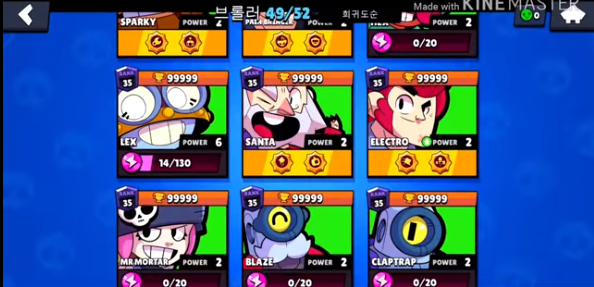 Made with KINEMASTER
브롤러 49/52 희귀도순
0
SPARKY POWER 2
POWER 2
POWER 2
0/20
RANK 35 99999
RANK 35 99999
RANK 35 99999
LEX POWER 6
SANTA POWER 2
ELECTRO POWER 2
14/130
RANK 35 99999
RANK 35 99999
RANK 35 99999
MR.MORTAR POWER 2
BLAZE POWER 2
CLAPTRAP POWER 2
0/20
0/20
0/20